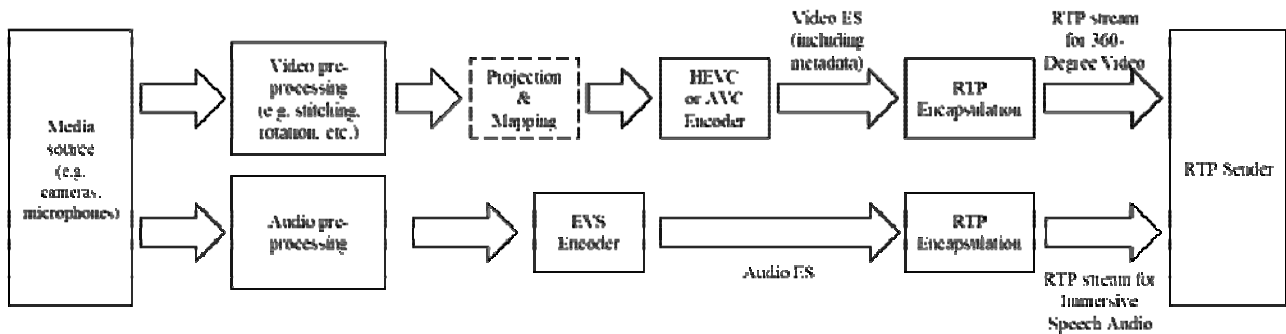 Media
source
(e.g.
cameras,
microphones)
Video pre-
processing
(e.g. stitching,
rotation, etc.)
Projection
&
Mapping
HEVC
or AVC
Encoder
Video ES
(including
metadata)
RTP
Encapsulation
RTP stream
for 360-
Degree Video
RTP Sender
Audio pre-
processing
EVS
Encoder
Audio ES
RTP
Encapsulation
RTP stream for
Immersive
Speech Audio